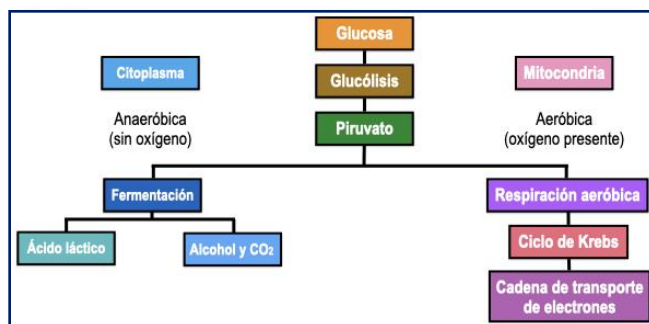 Glucosa
Citoplasma
Glucólisis
Mitocondria
Anaeróbica
(sin oxígeno)
Piruvato
Aeróbica
(oxígeno presente)
Fermentación
Respiración aeróbica
Ácido láctico
Alcohol y CO₂
Ciclo de Krebs
Cadena de transporte
de electrones